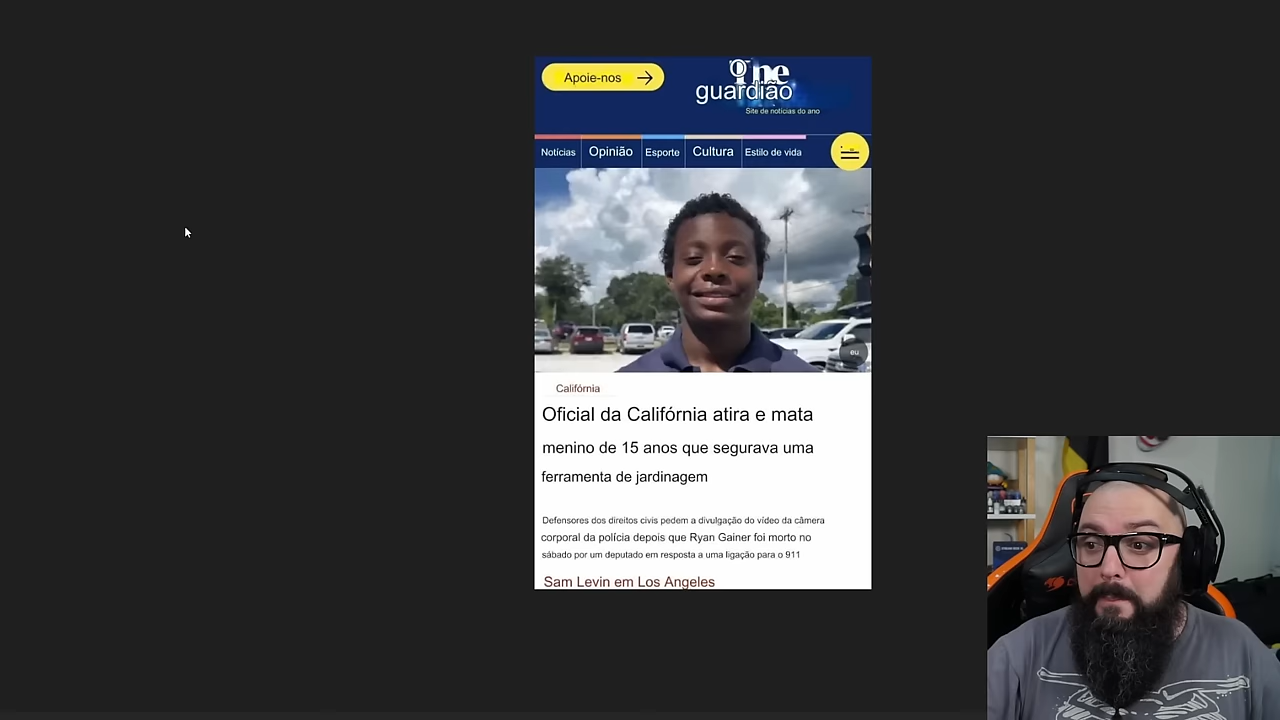 Apoie-nos
The
guardião
Site de notícias do ano
Notícias
Opinião
Esporte
Cultura
Estilo de vida
eu
Califórnia
Oficial da Califórnia atira e mata
menino de 15 anos que segurava uma
ferramenta de jardinagem
Defensores dos direitos civis pedem a divulgação do vídeo da câmera
corporal da polícia depois que Ryan Gainer foi morto no
sábado por um deputado em resposta a uma ligação para o 911
Sam Levin em Los Angeles